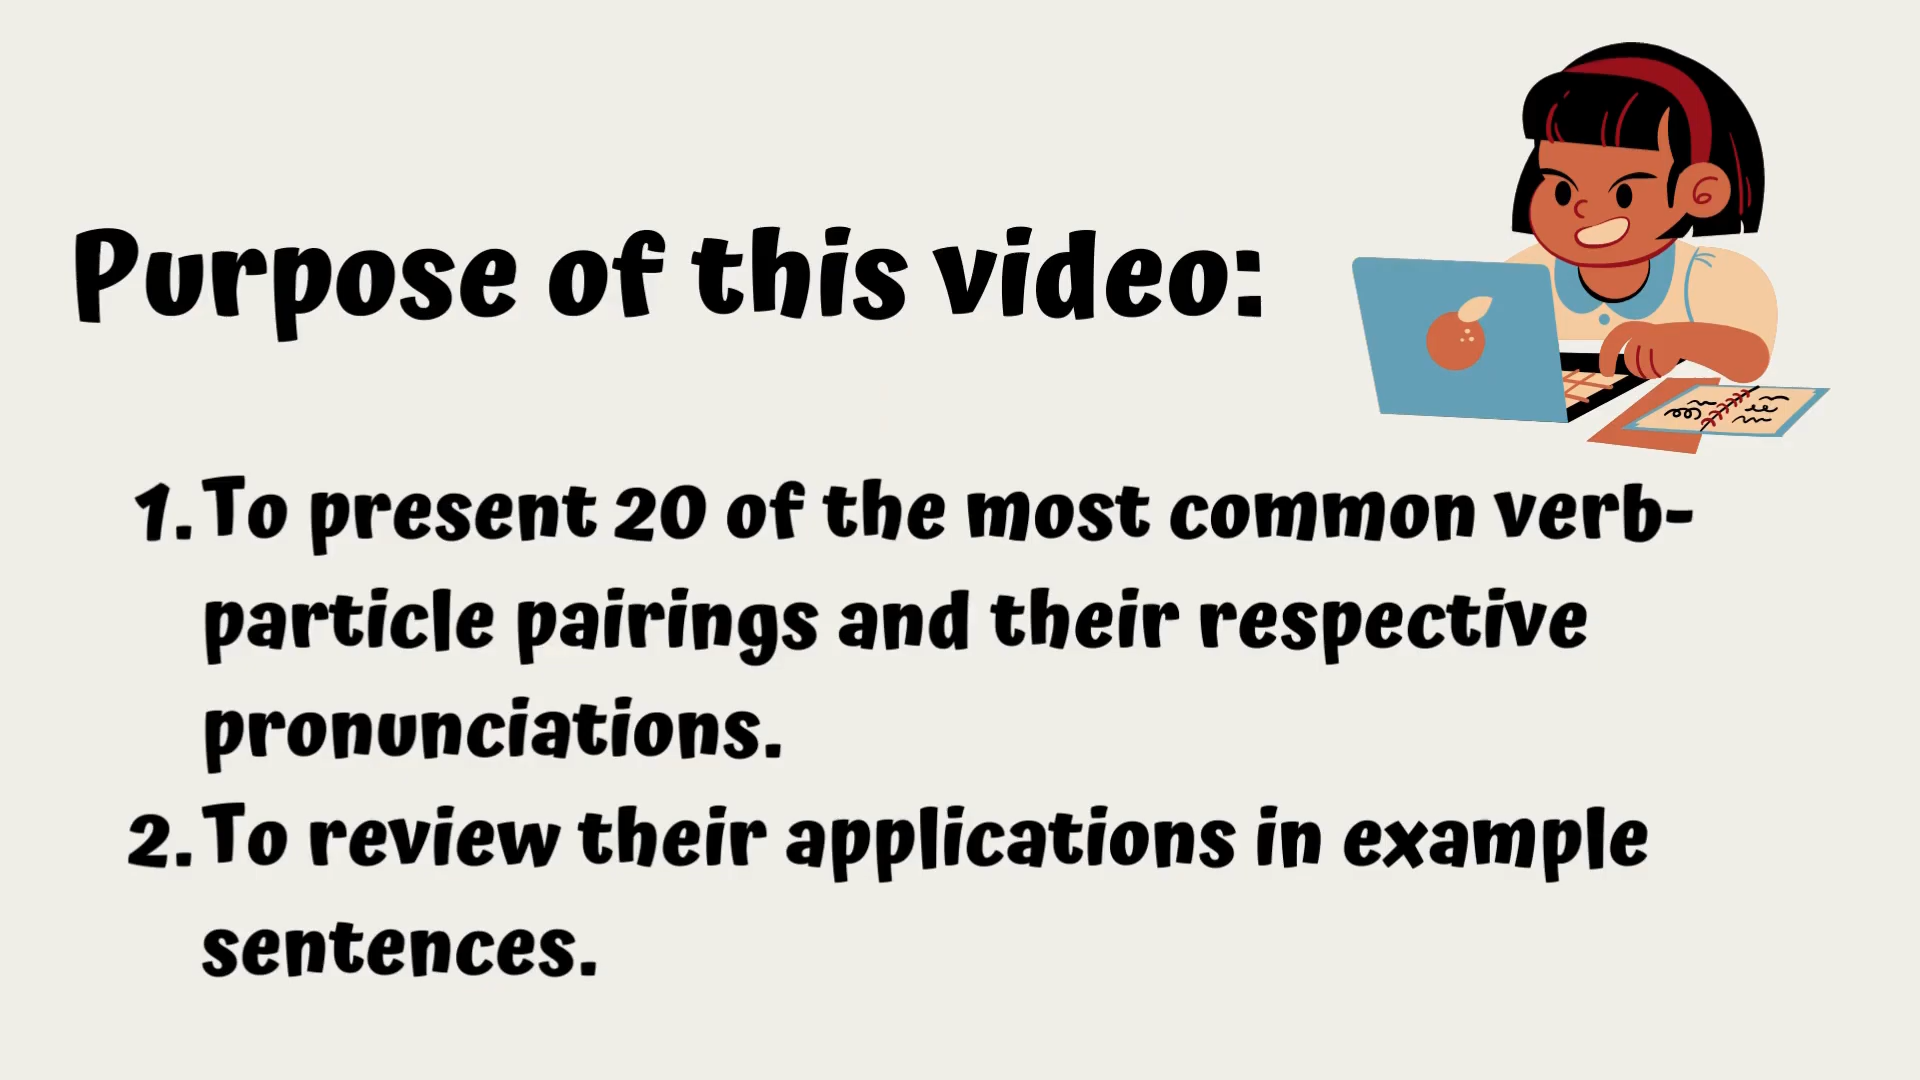 Purpose of this video:
1. To present 20 of the most common verb-
particle pairings and their respective
pronunciations.
2. To review their applications in example
sentences.